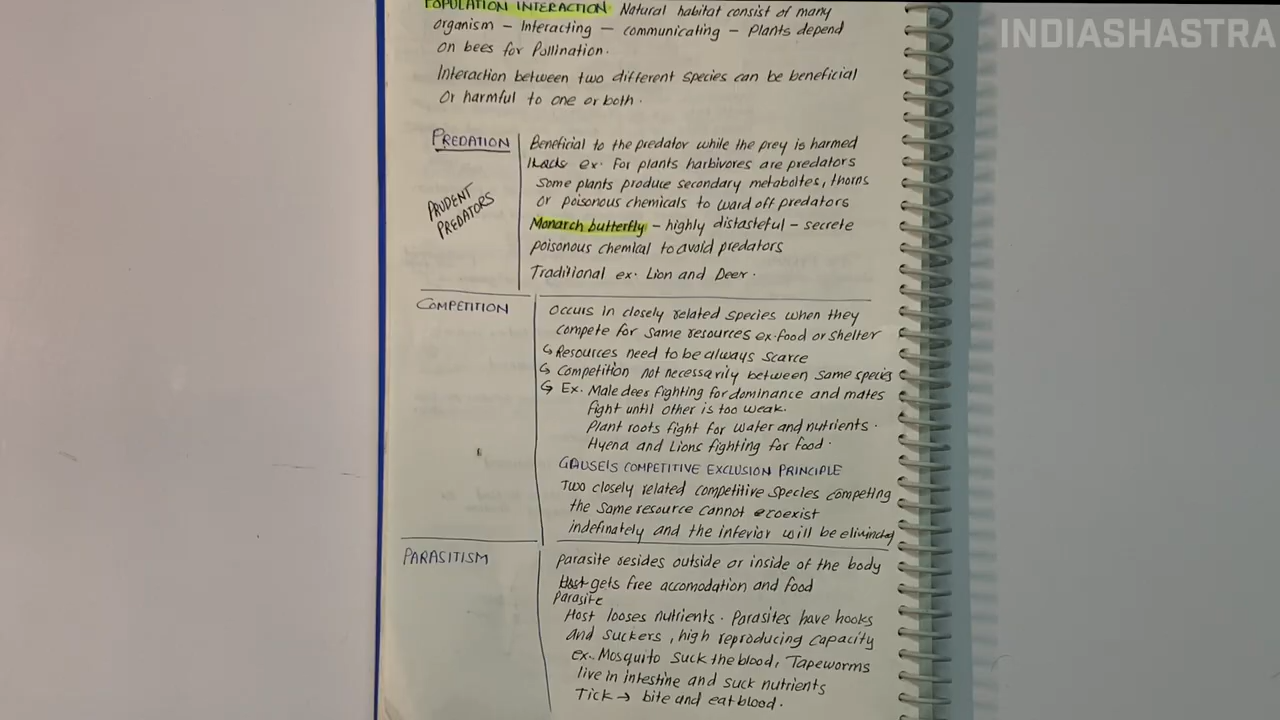 INDIASHASTRA
POPULATION INTERACTION Natural habitat consist of many
organism – Interacting – communicating – Plants depend
on bees for Pollination.
Interaction between two different species can be beneficial
Or harmful to one or both.
PREDATION
PRUDENT PREDATORS
Beneficial to the predator while the prey is harmed
ex. For plants harbivores are predators
Some plants produce secondary metaboltes, thorns
or poisonous chemicals to ward off predators
Monarch butterfly – highly distasteful – secrete
poisonous chemical to avoid predators
Traditional ex. Lion and Deer.
COMPETITION
Occurs in closely related species when they
compete for same resources ex. food or shelter
↳ Resources need to be always scarce
↳ Competition not necessarily between same species
↳ Ex. Male deer fighting for dominance and mates
fight until other is too weak.
Plant roots fight for water and nutrients.
Hyena and Lions fighting for food.
GAUSE'S COMPETITIVE EXCLUSION PRINCIPLE
Two closely related competitive species competing
the same resource cannot coexist
indefinately and the inferior will be
PARASITISM
Parasite resides outside or inside of the body
Host gets free accomodation and food
Parasite
Host looses nutrients. Parasites have hooks
and suckers, high reproducing capacity
ex. Mosquito suck the blood, Tapeworms
live in intestine and suck nutrients
Tick → bite and eat blood.